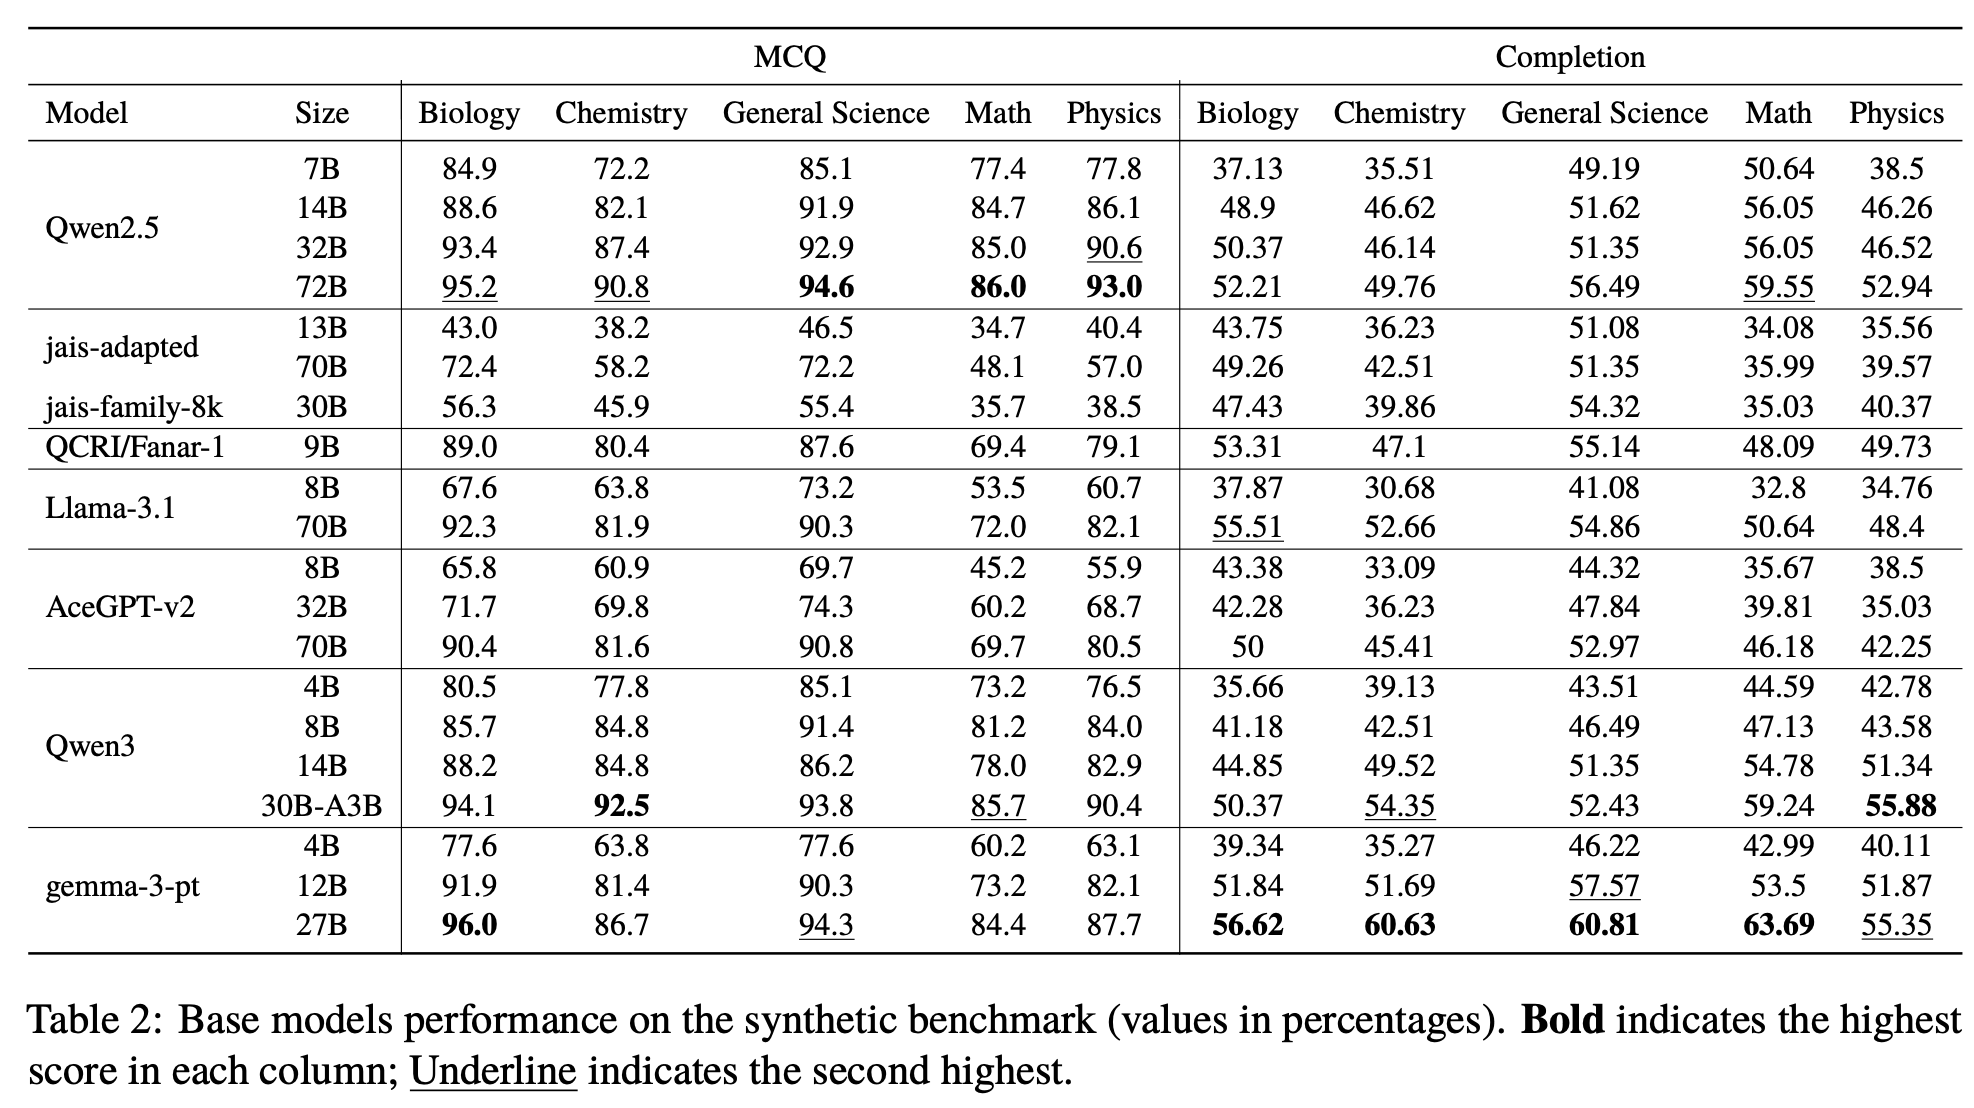 MCQ Completion
Model Size Biology Chemistry General Science Math Physics Biology Chemistry General Science Math Physics
Qwen2.5
7B 84.9 72.2 85.1 77.4 77.8 37.13 35.51 49.19 50.64 38.5
14B 88.6 82.1 91.9 84.7 86.1 48.9 46.62 51.62 56.05 46.26
32B 93.4 87.4 92.9 85.0 90.6 50.37 46.14 51.35 56.05 46.52
72B 95.2 90.8 94.6 86.0 93.0 52.21 49.76 56.49 59.55 52.94
jais-adapted
13B 43.0 38.2 46.5 34.7 40.4 43.75 36.23 51.08 34.08 35.56
70B 72.4 58.2 72.2 48.1 57.0 49.26 42.51 51.35 35.99 39.57
jais-family-8k 30B 56.3 45.9 55.4 35.7 38.5 47.43 39.86 54.32 35.03 40.37
QCRI/Fanar-1 9B 89.0 80.4 87.6 69.4 79.1 53.31 47.1 55.14 48.09 49.73
Llama-3.1
8B 67.6 63.8 73.2 53.5 60.7 37.87 30.68 41.08 32.8 34.76
70B 92.3 81.9 90.3 72.0 82.1 55.51 52.66 54.86 50.64 48.4
AceGPT-v2
8B 65.8 60.9 69.7 45.2 55.9 43.38 33.09 44.32 35.67 38.5
32B 71.7 69.8 74.3 60.2 68.7 42.28 36.23 47.84 39.81 35.03
70B 90.4 81.6 90.8 69.7 80.5 50 45.41 52.97 46.18 42.25
Qwen3
4B 80.5 77.8 85.1 73.2 76.5 35.66 39.13 43.51 44.59 42.78
8B 85.7 84.8 91.4 81.2 84.0 41.18 42.51 46.49 47.13 43.58
14B 88.2 84.8 86.2 78.0 82.9 44.85 49.52 51.35 54.78 51.34
30B-A3B 94.1 92.5 93.8 85.7 90.4 50.37 54.35 52.43 59.24 55.88
gemma-3-pt
4B 77.6 63.8 77.6 60.2 63.1 39.34 35.27 46.22 42.99 40.11
12B 91.9 81.4 90.3 73.2 82.1 51.84 51.69 57.57 53.5 51.87
27B 96.0 86.7 94.3 84.4 87.7 56.62 60.63 60.81 63.69 55.35
Table 2: Base models performance on the synthetic benchmark (values in percentages). Bold indicates the highest
score in each column; Underline indicates the second highest.